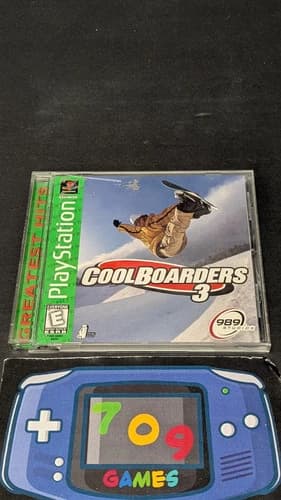 GREATEST HITS
PlayStation
COOLBOARDERS
3
E
989
STUDIOS
709
GAMES